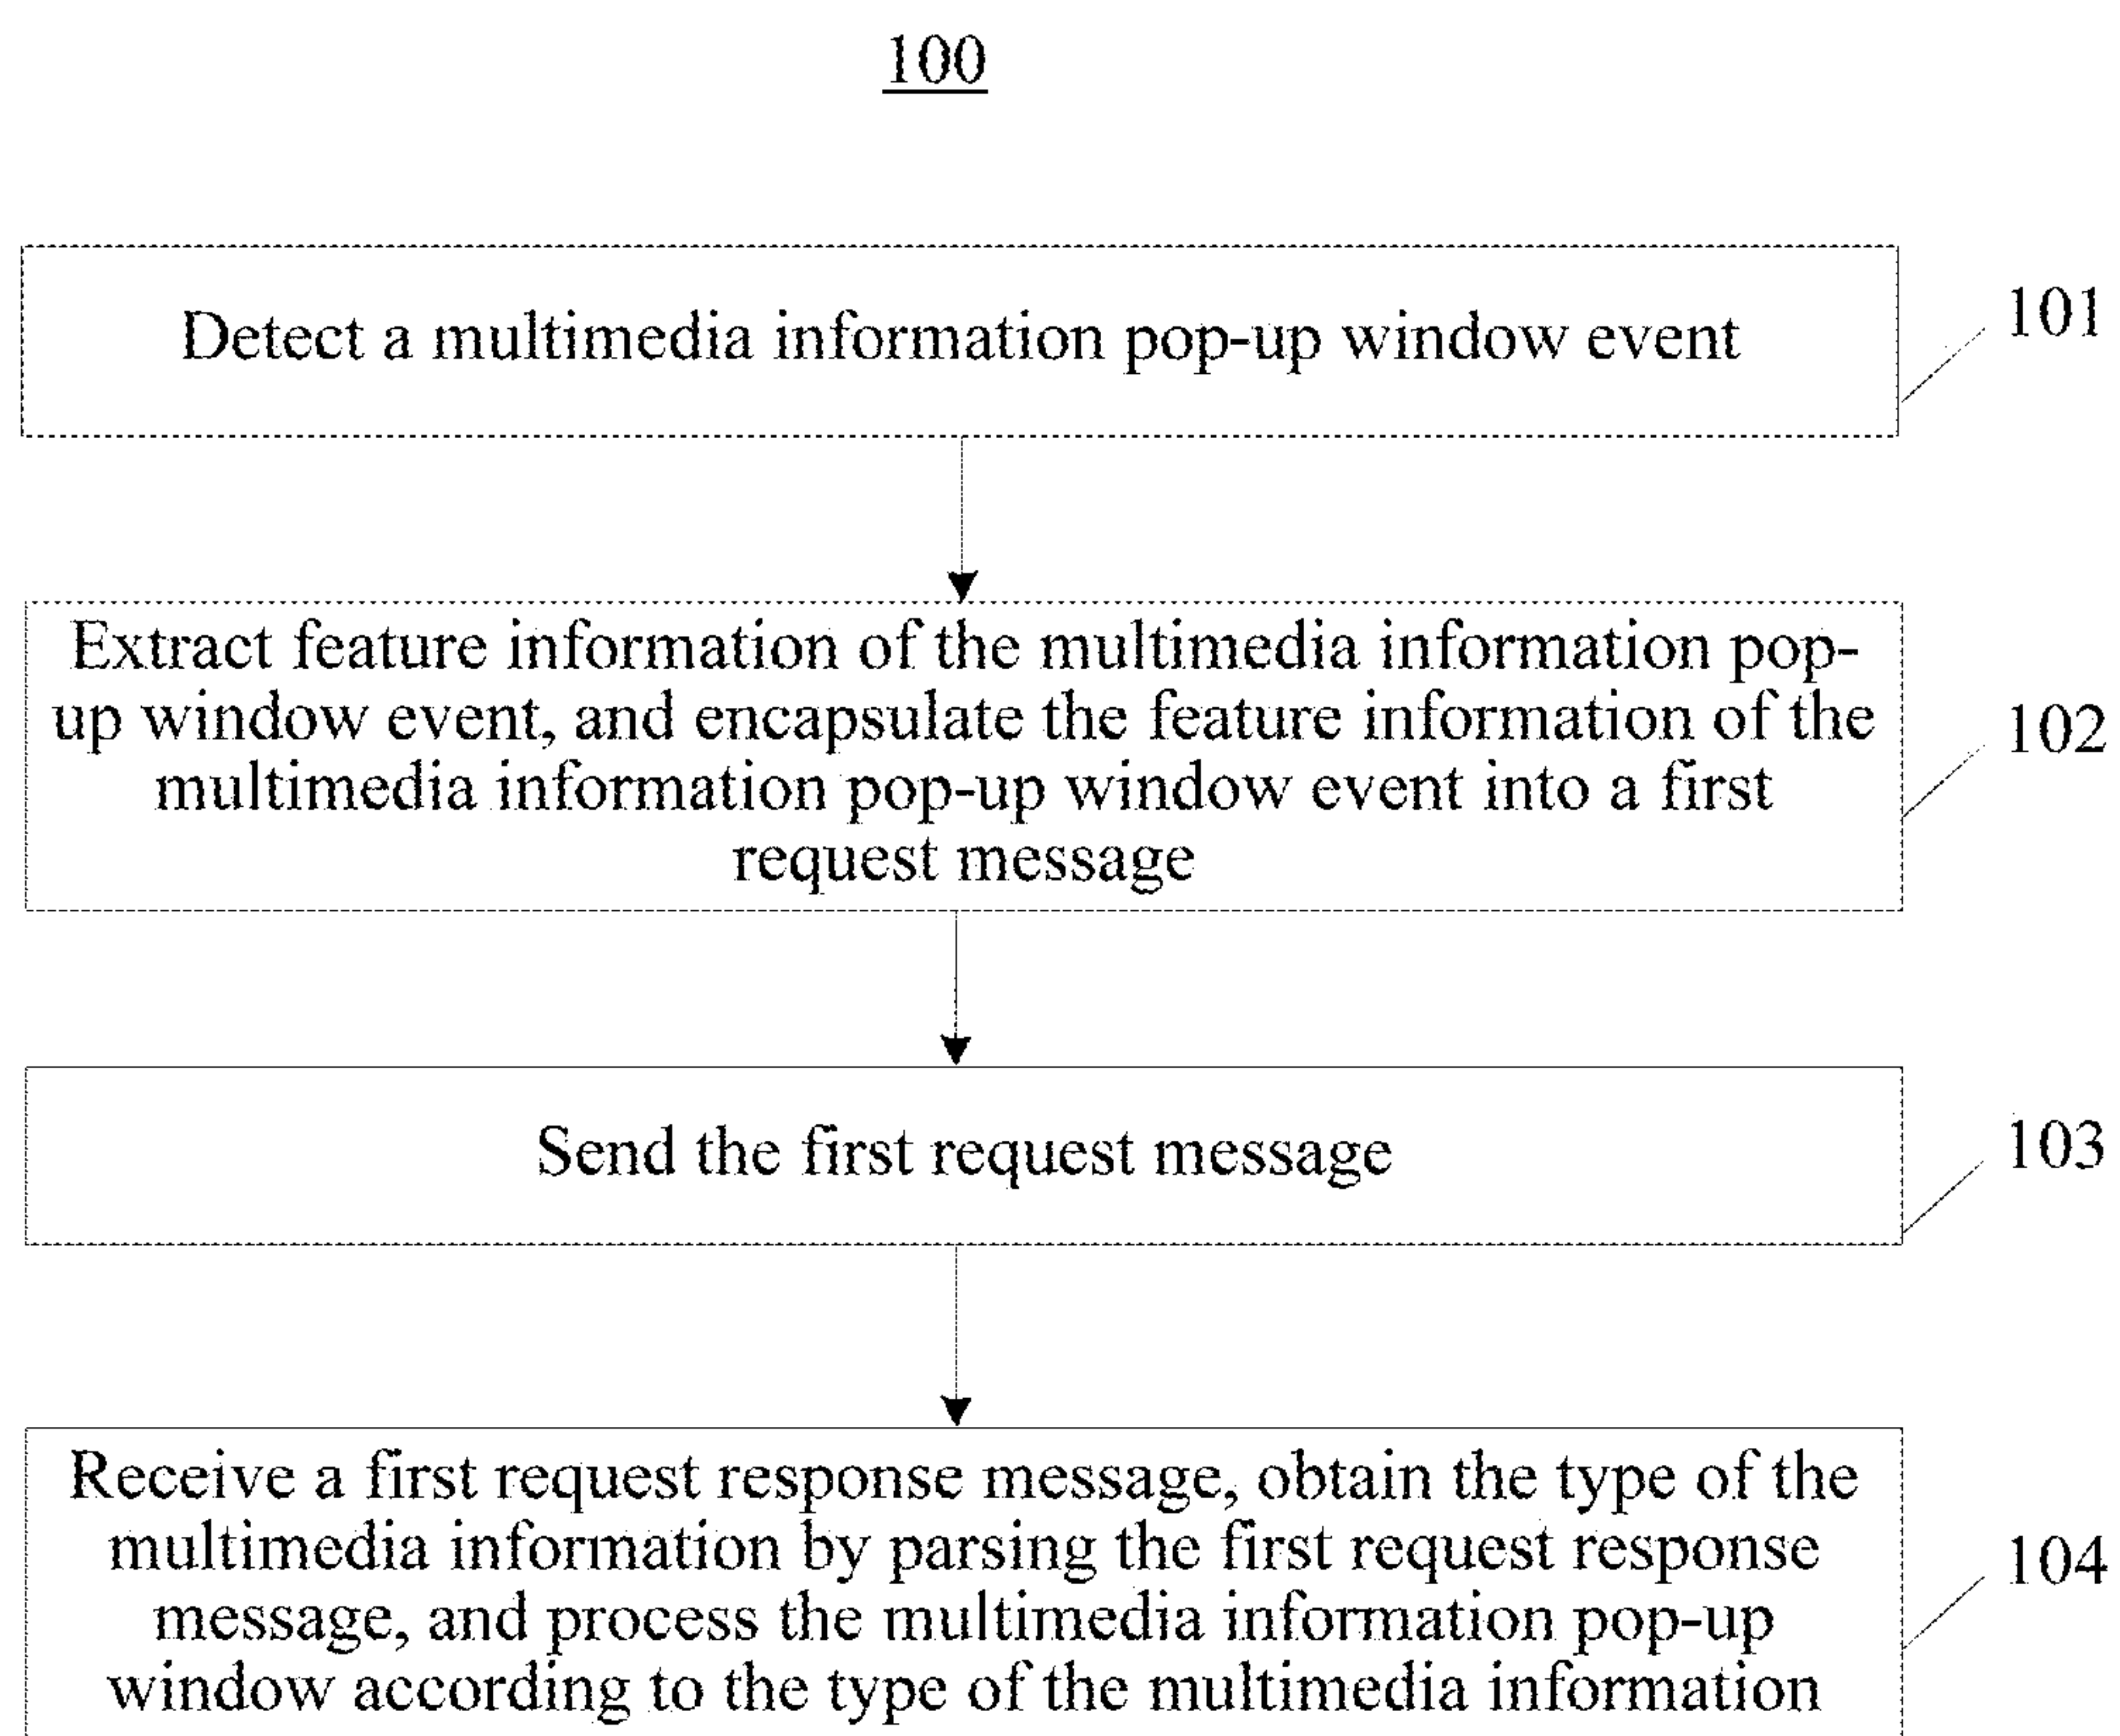 100
Detect a multimedia information pop-up window event
101
Extract feature information of the multimedia information pop-
up window event, and encapsulate the feature information of the
multimedia information pop-up window event into a first
request message
102
Send the first request message
103
Receive a first request response message, obtain the type of the
multimedia information by parsing the first request response
message, and process the multimedia information pop-up
window according to the type of the multimedia information
104